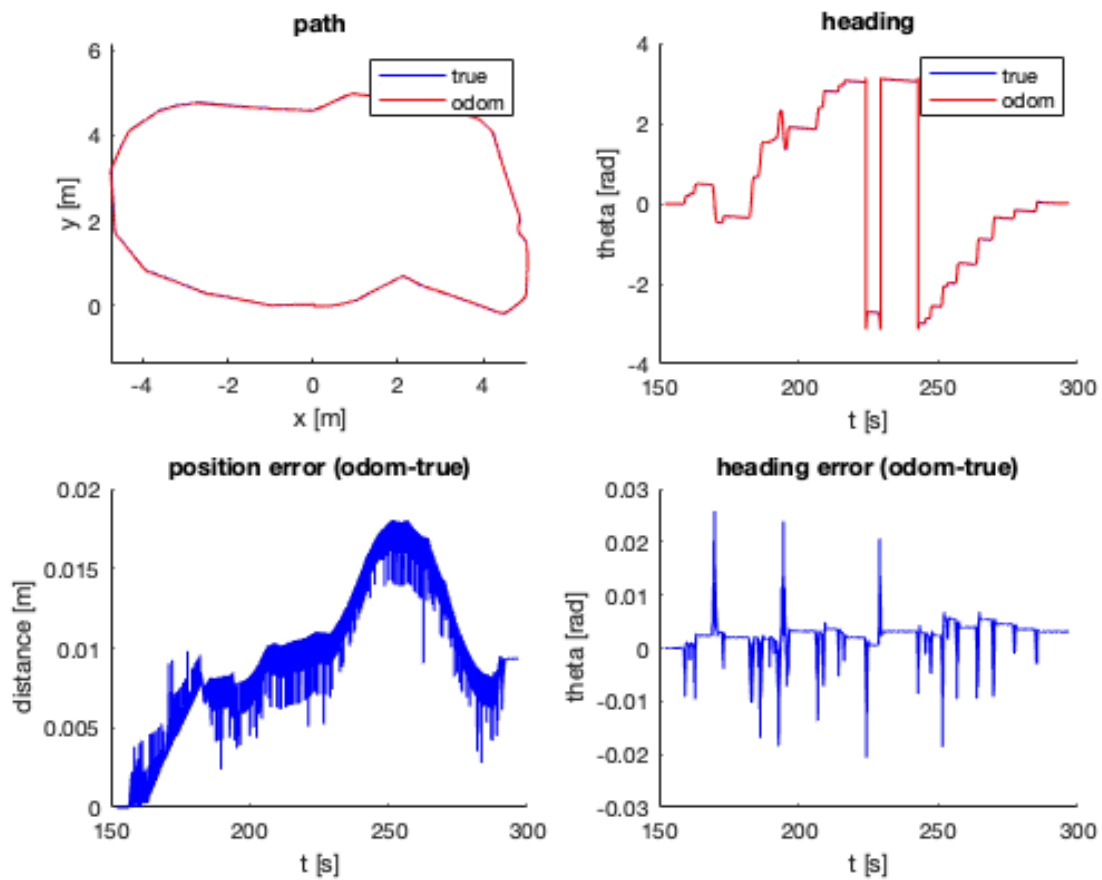 path
6
4
2
0
y [m]
-4
-2
0
2
4
x [m]
true
odom
heading
4
2
0
-2
-4
theta [rad]
150
200
250
300
t [s]
true
odom
position error (odom-true)
0.02
0.015
0.01
0.005
0
distance [m]
150
200
250
300
t [s]
heading error (odom-true)
0.03
0.02
0.01
0
-0.01
-0.02
-0.03
theta [rad]
150
200
250
300
t [s]